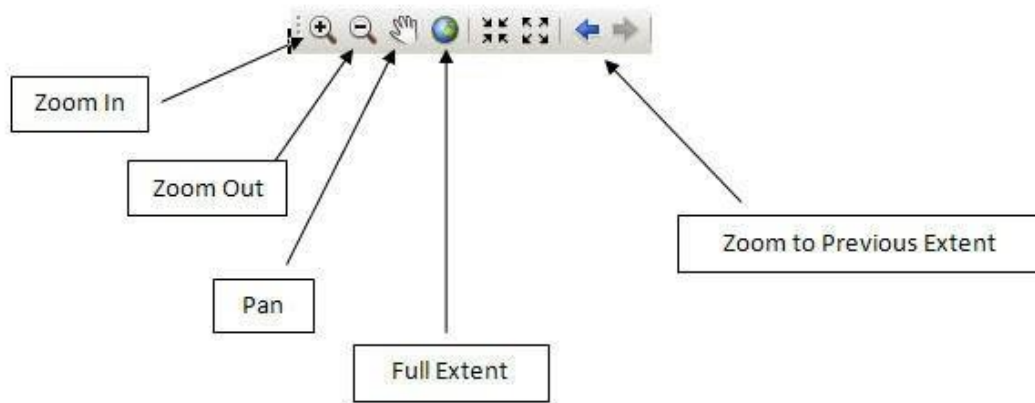 Zoom In
Zoom Out
Pan
Full Extent
Zoom to Previous Extent